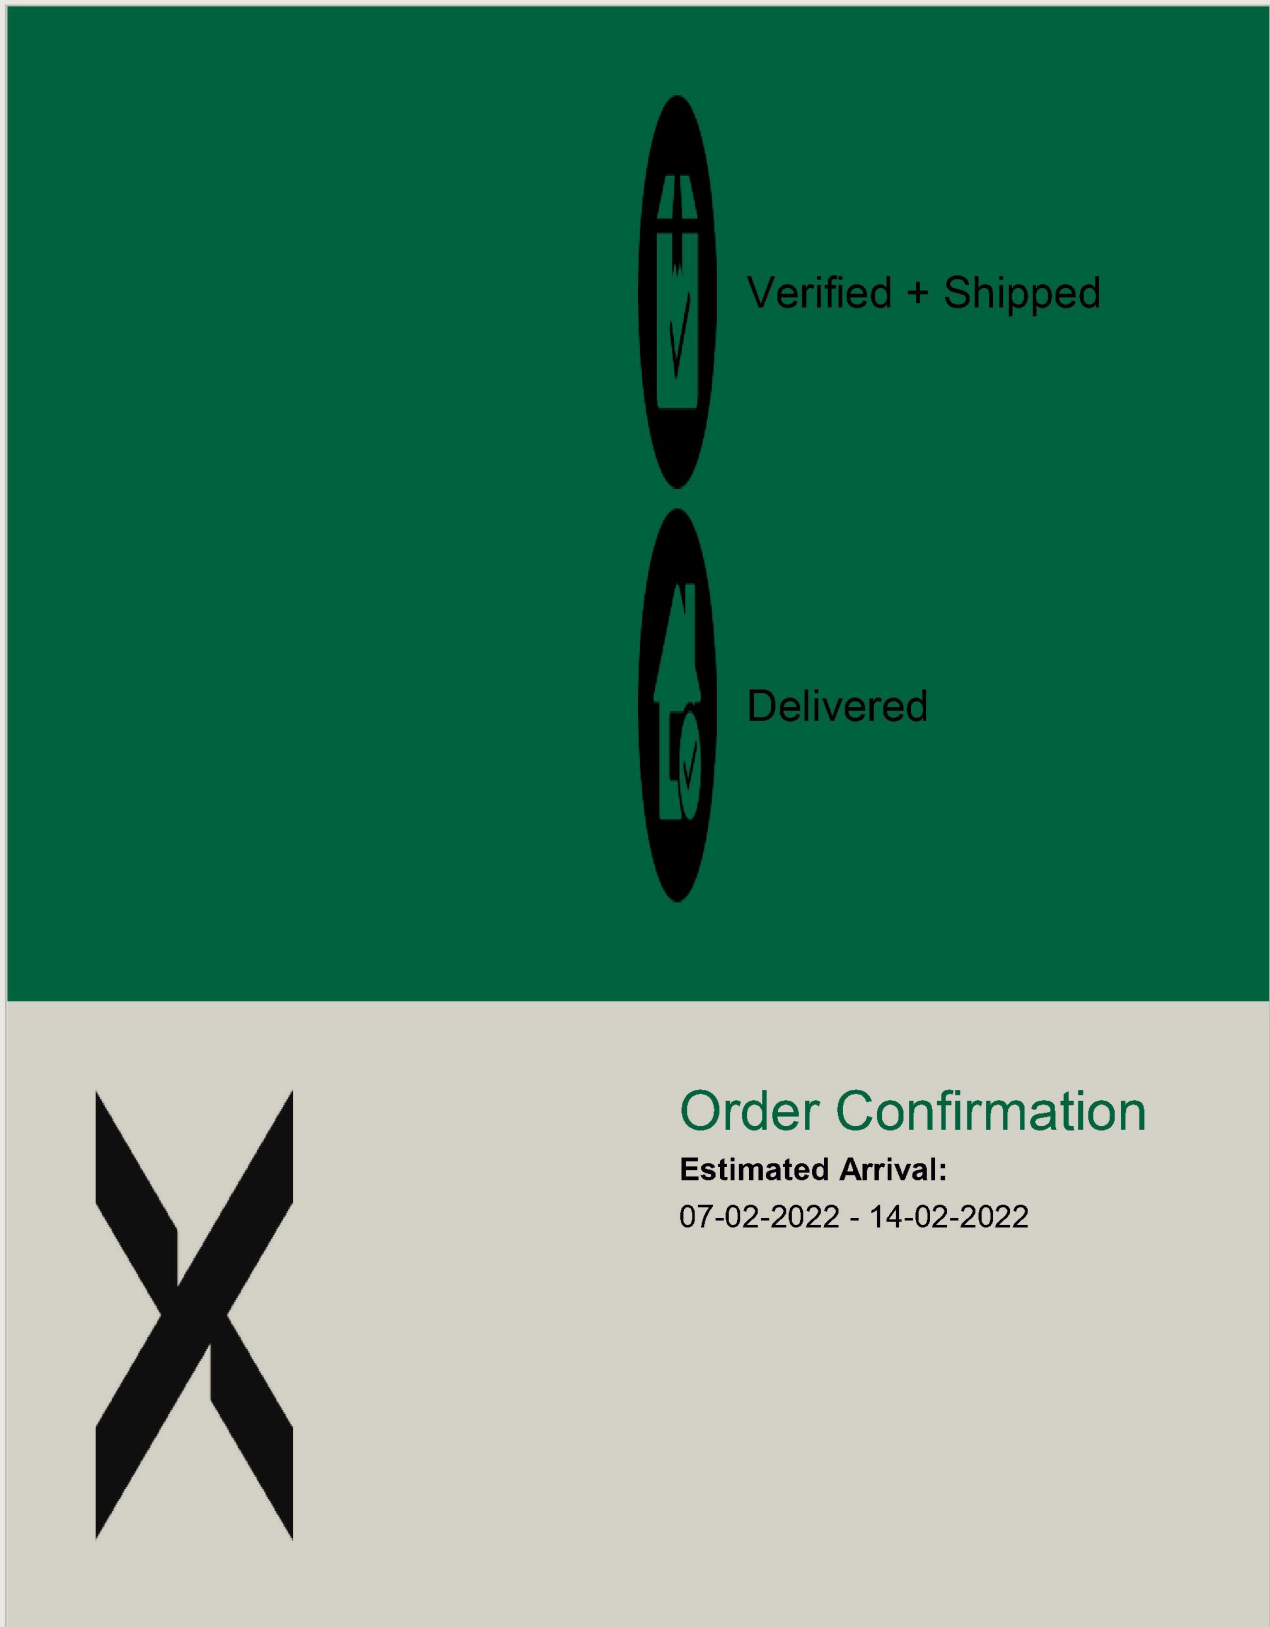 Verified + Shipped
Delivered
Order Confirmation
Estimated Arrival:
07-02-2022 - 14-02-2022